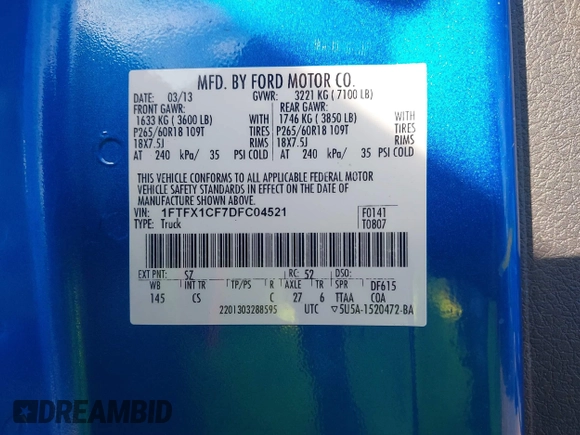 MFD. BY FORD MOTOR CO.
DATE: 03/13 GVWR: 3221 KG ( 7100 LB)
FRONT GAWR: REAR GAWR:
1633 KG ( 3600 LB) 1746 KG ( 3850 LB)
P265/60R18 109T TIRES P265/60R18 109T TIRES
18X7.5J RIMS 18X7.5J RIMS
AT 240 kPa/ 35 PSI COLD AT 240 kPa/ 35 PSI COLD
THIS VEHICLE CONFORMS TO ALL APPLICABLE FEDERAL MOTOR
VEHICLE SAFETY STANDARDS IN EFFECT ON THE DATE OF
MANUFACTURE SHOWN ABOVE.
VIN: 1FTFX1CF7DFC04521 F0141
TYPE: Truck T0807
EXT PNT: SZ RC: 52 DSO:
WB INT TR TP/PS R AXLE TR SPR DF615
145 CS C 27 6 TTAA COA
2201303288595 UTC ▽5U5A-1520472-BA
DREAMBID